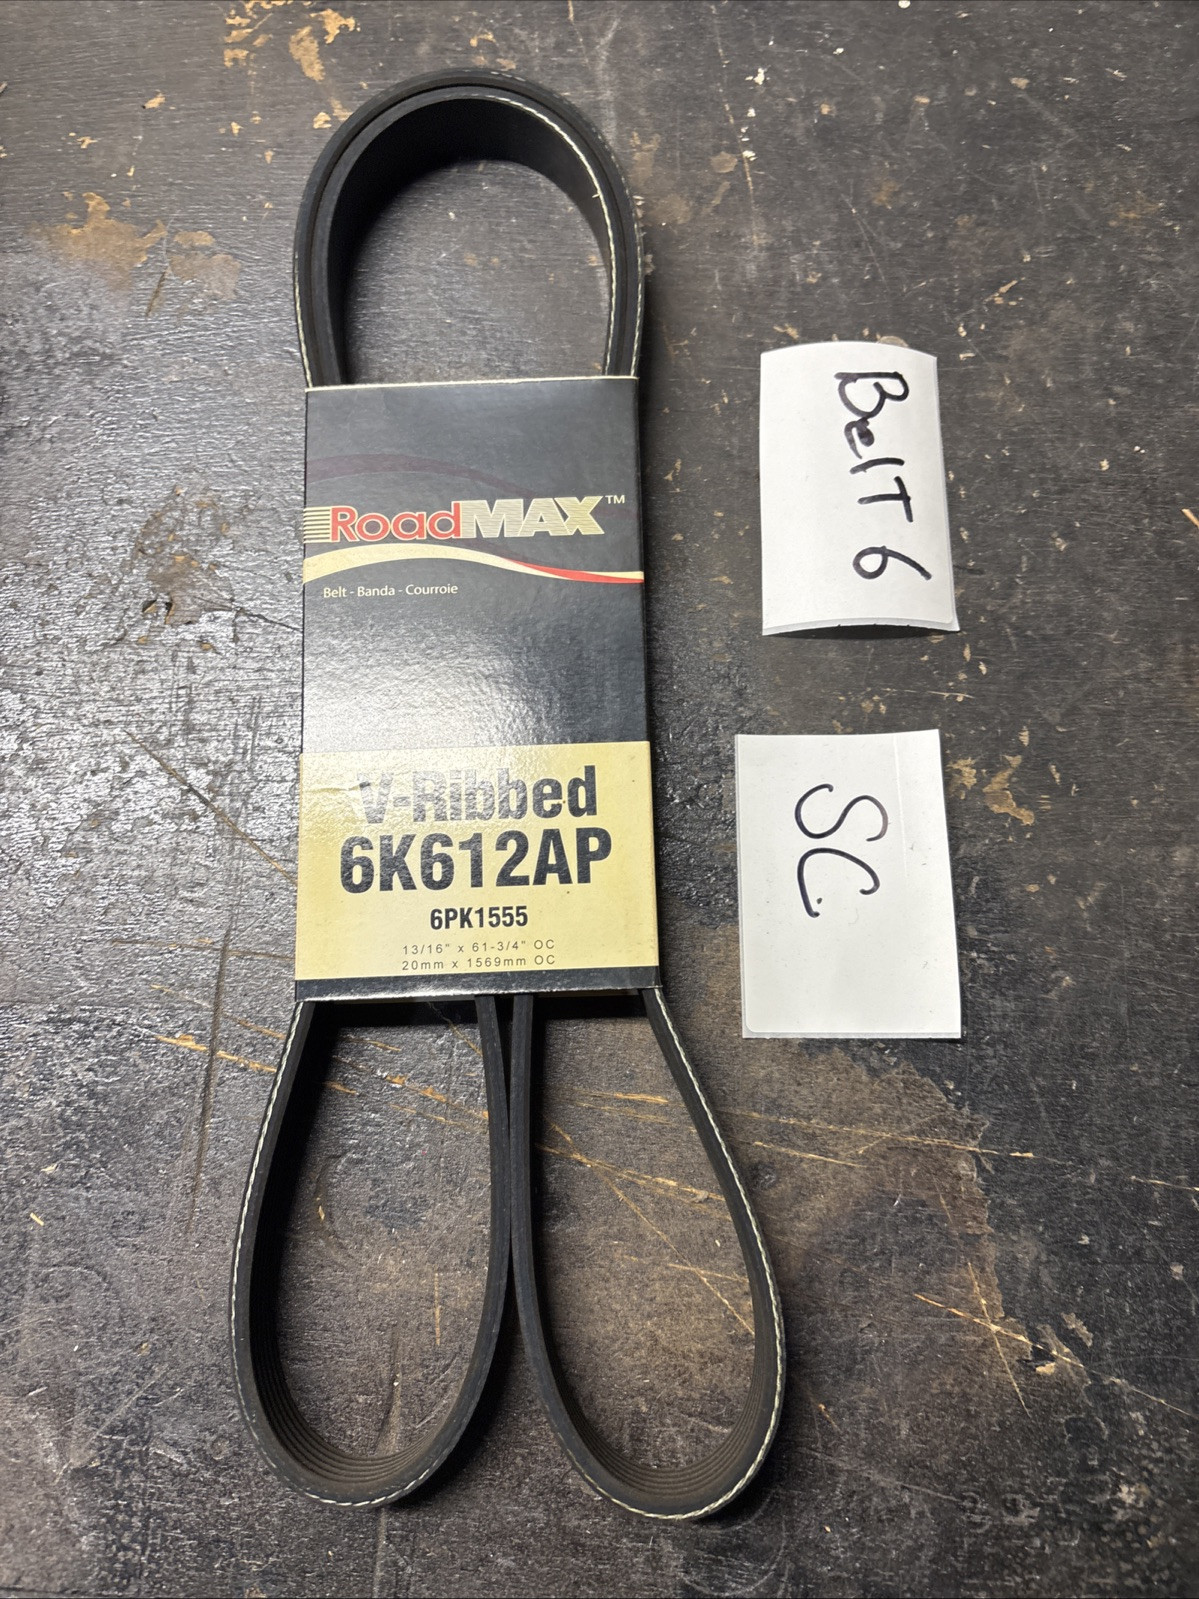 RoadMAX™
Belt - Banda - Courroie
V-Ribbed
6K612AP
6PK1555
13/16" x 61-3/4" OC
20mm x 1569mm OC
BelT 6
SC.